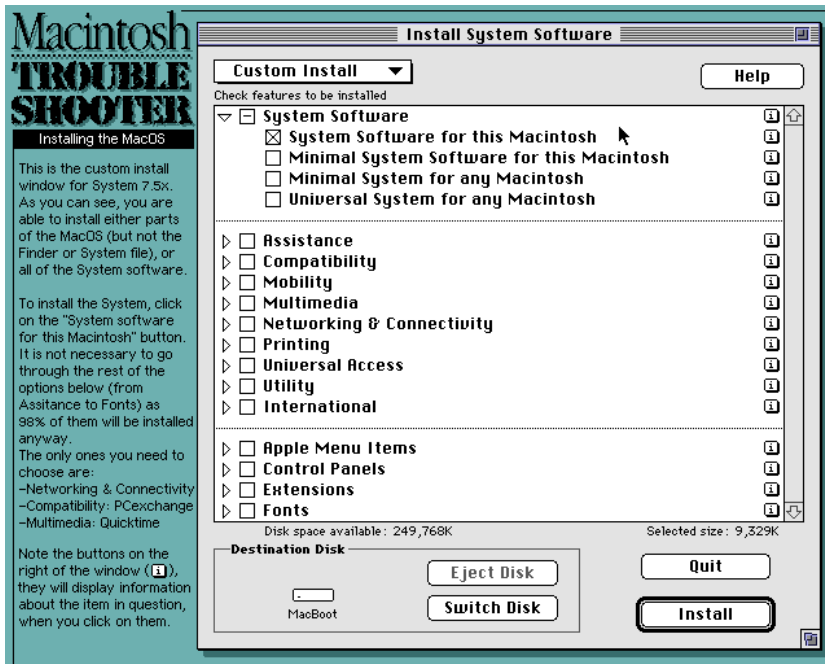 Macintosh
TROUBLE
SHOOTER
Installing the MacOS
This is the custom install
window for System 7.5x.
As you can see, you are
able to install either parts
of the MacOS (but not the
Finder or System file), or
all of the System software.
To install the System, click
on the "System software
for this Macintosh" button.
It is not necessary to go
through the rest of the
options below (from
Assitance to Fonts) as
98% of them will be installed
anyway.
The only ones you need to
choose are:
-Networking & Connectivity
-Compatibility: PCexchange
-Multimedia: Quicktime
Note the buttons on the
right of the window (i),
they will display information
about the item in question,
when you click on them.
Install System Software
Custom Install
Help
Check features to be installed
System Software
System Software for this Macintosh
Minimal System Software for this Macintosh
Minimal System for any Macintosh
Universal System for any Macintosh
Assistance
Compatibility
Mobility
Multimedia
Networking & Connectivity
Printing
Universal Access
Utility
International
Apple Menu Items
Control Panels
Extensions
Fonts
Disk space available: 249,768K
Selected size: 9,329K
Destination Disk
MacBoot
Eject Disk
Switch Disk
Quit
Install